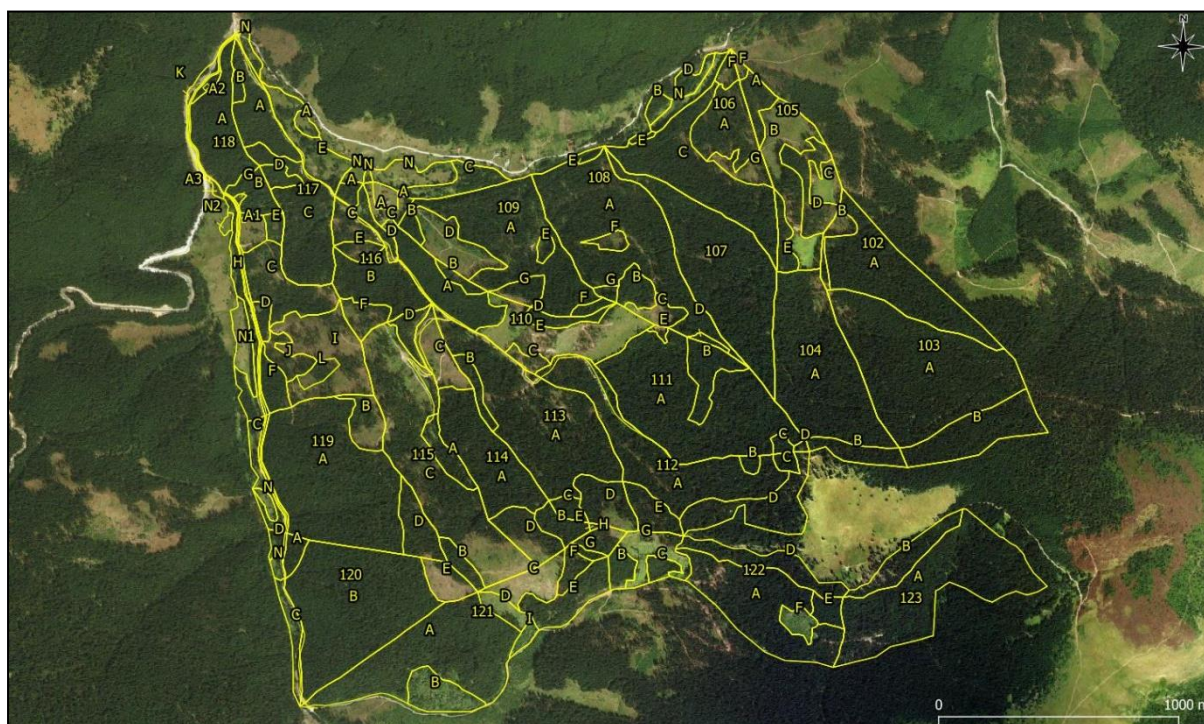 N
N
K
B
A2
A
A
A
118
E
D
G
B
117
A3
N2
A1
E
C
H
C
D
N1
J
L
I
F
C
B
119
A
N
D
N
A
120
B
C
A
B
N
N
N
C
A
A
A
C
C
B
D
D
E
116
B
B
A
F
D
109
A
E
G
D
110
E
C
E
108
A
F
G
F
B
C
E
D
107
D
B
N
E
F
F
A
106
A
C
G
105
B
C
D
B
E
102
A
103
A
104
A
B
B
111
A
B
C
C
D
B
C
B
113
A
114
A
115
C
A
112
A
D
E
C
D
B
E
H
G
F
D
G
C
B
C
E
D
B
E
D
121
I
D
122
A
F
E
B
A
123
0
1000 m